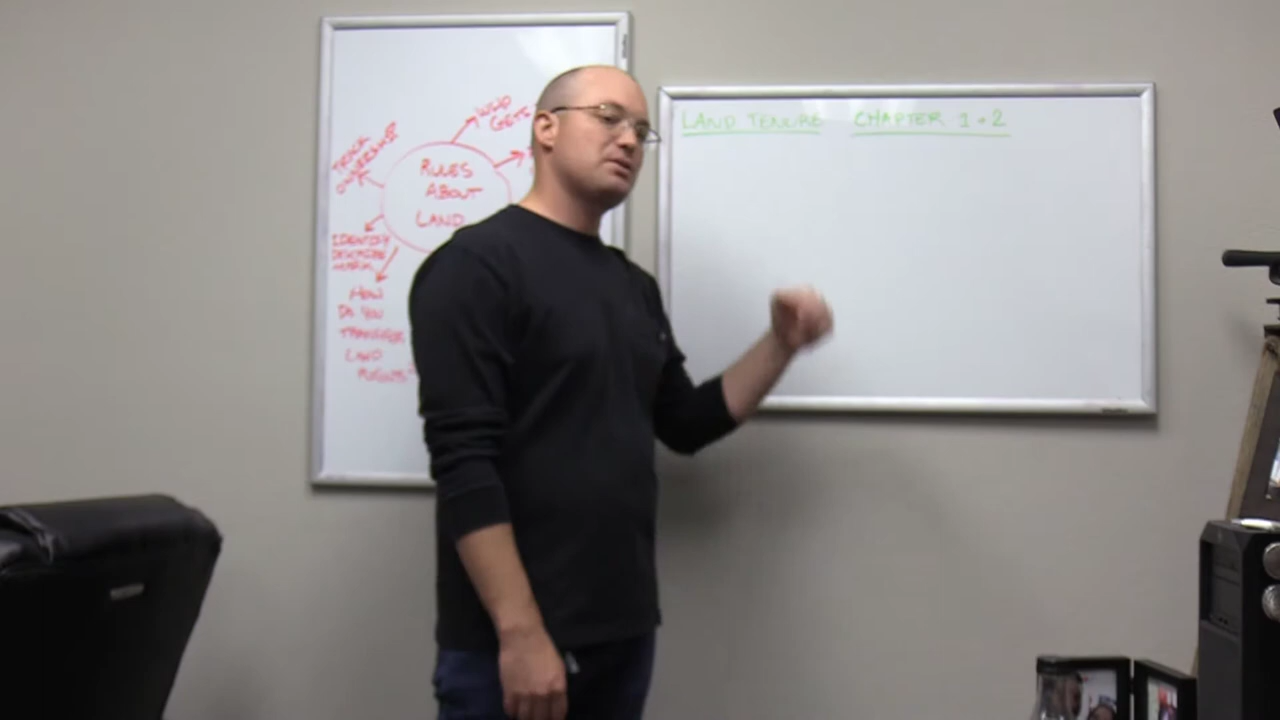 WHO
GETS
TRACK
OWNERSHIP
RULES
ABOUT
LAND
IDENTIFY
DESCRIBE
HOW
DO YOU
TRANSFER
LAND
RIGHTS?
LAND TENURE CHAPTER 1 + 2